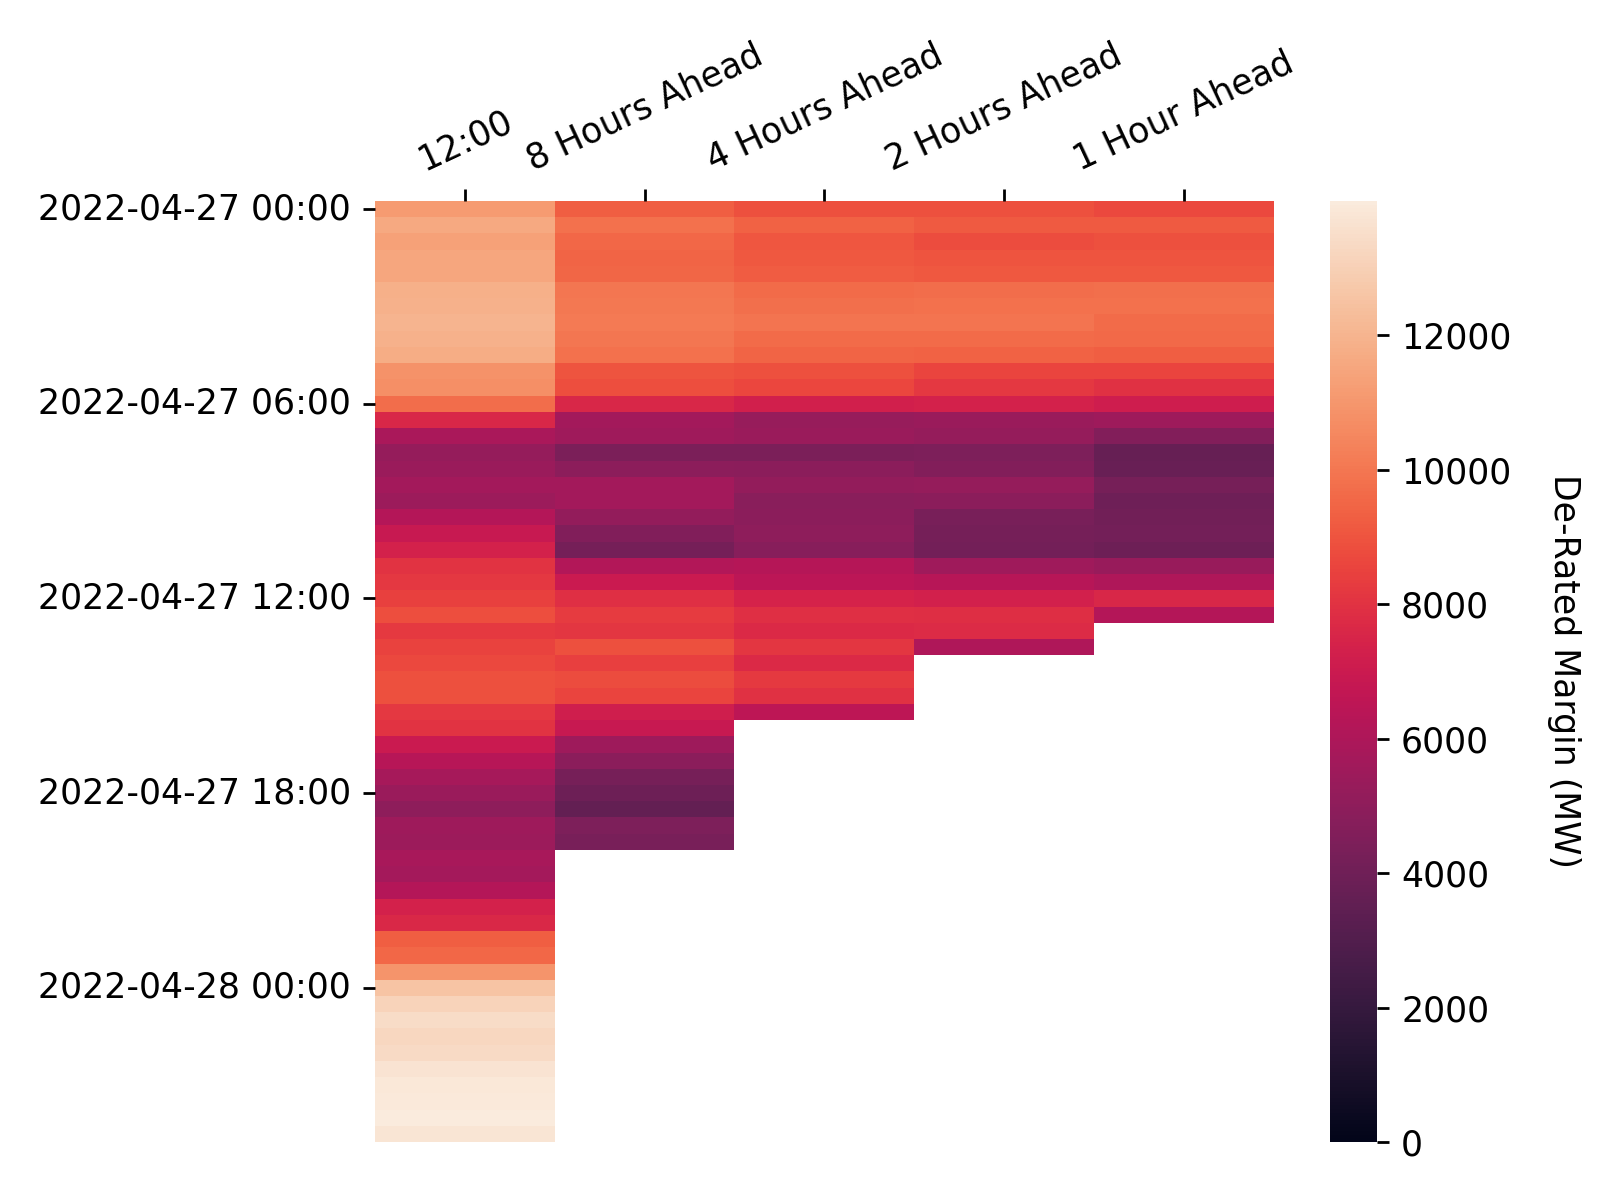 12:00
8 Hours Ahead
4 Hours Ahead
2 Hours Ahead
1 Hour Ahead
2022-04-27 00:00
2022-04-27 06:00
2022-04-27 12:00
2022-04-27 18:00
2022-04-28 00:00
12000
10000
8000
6000
4000
2000
0
De-Rated Margin (MW)